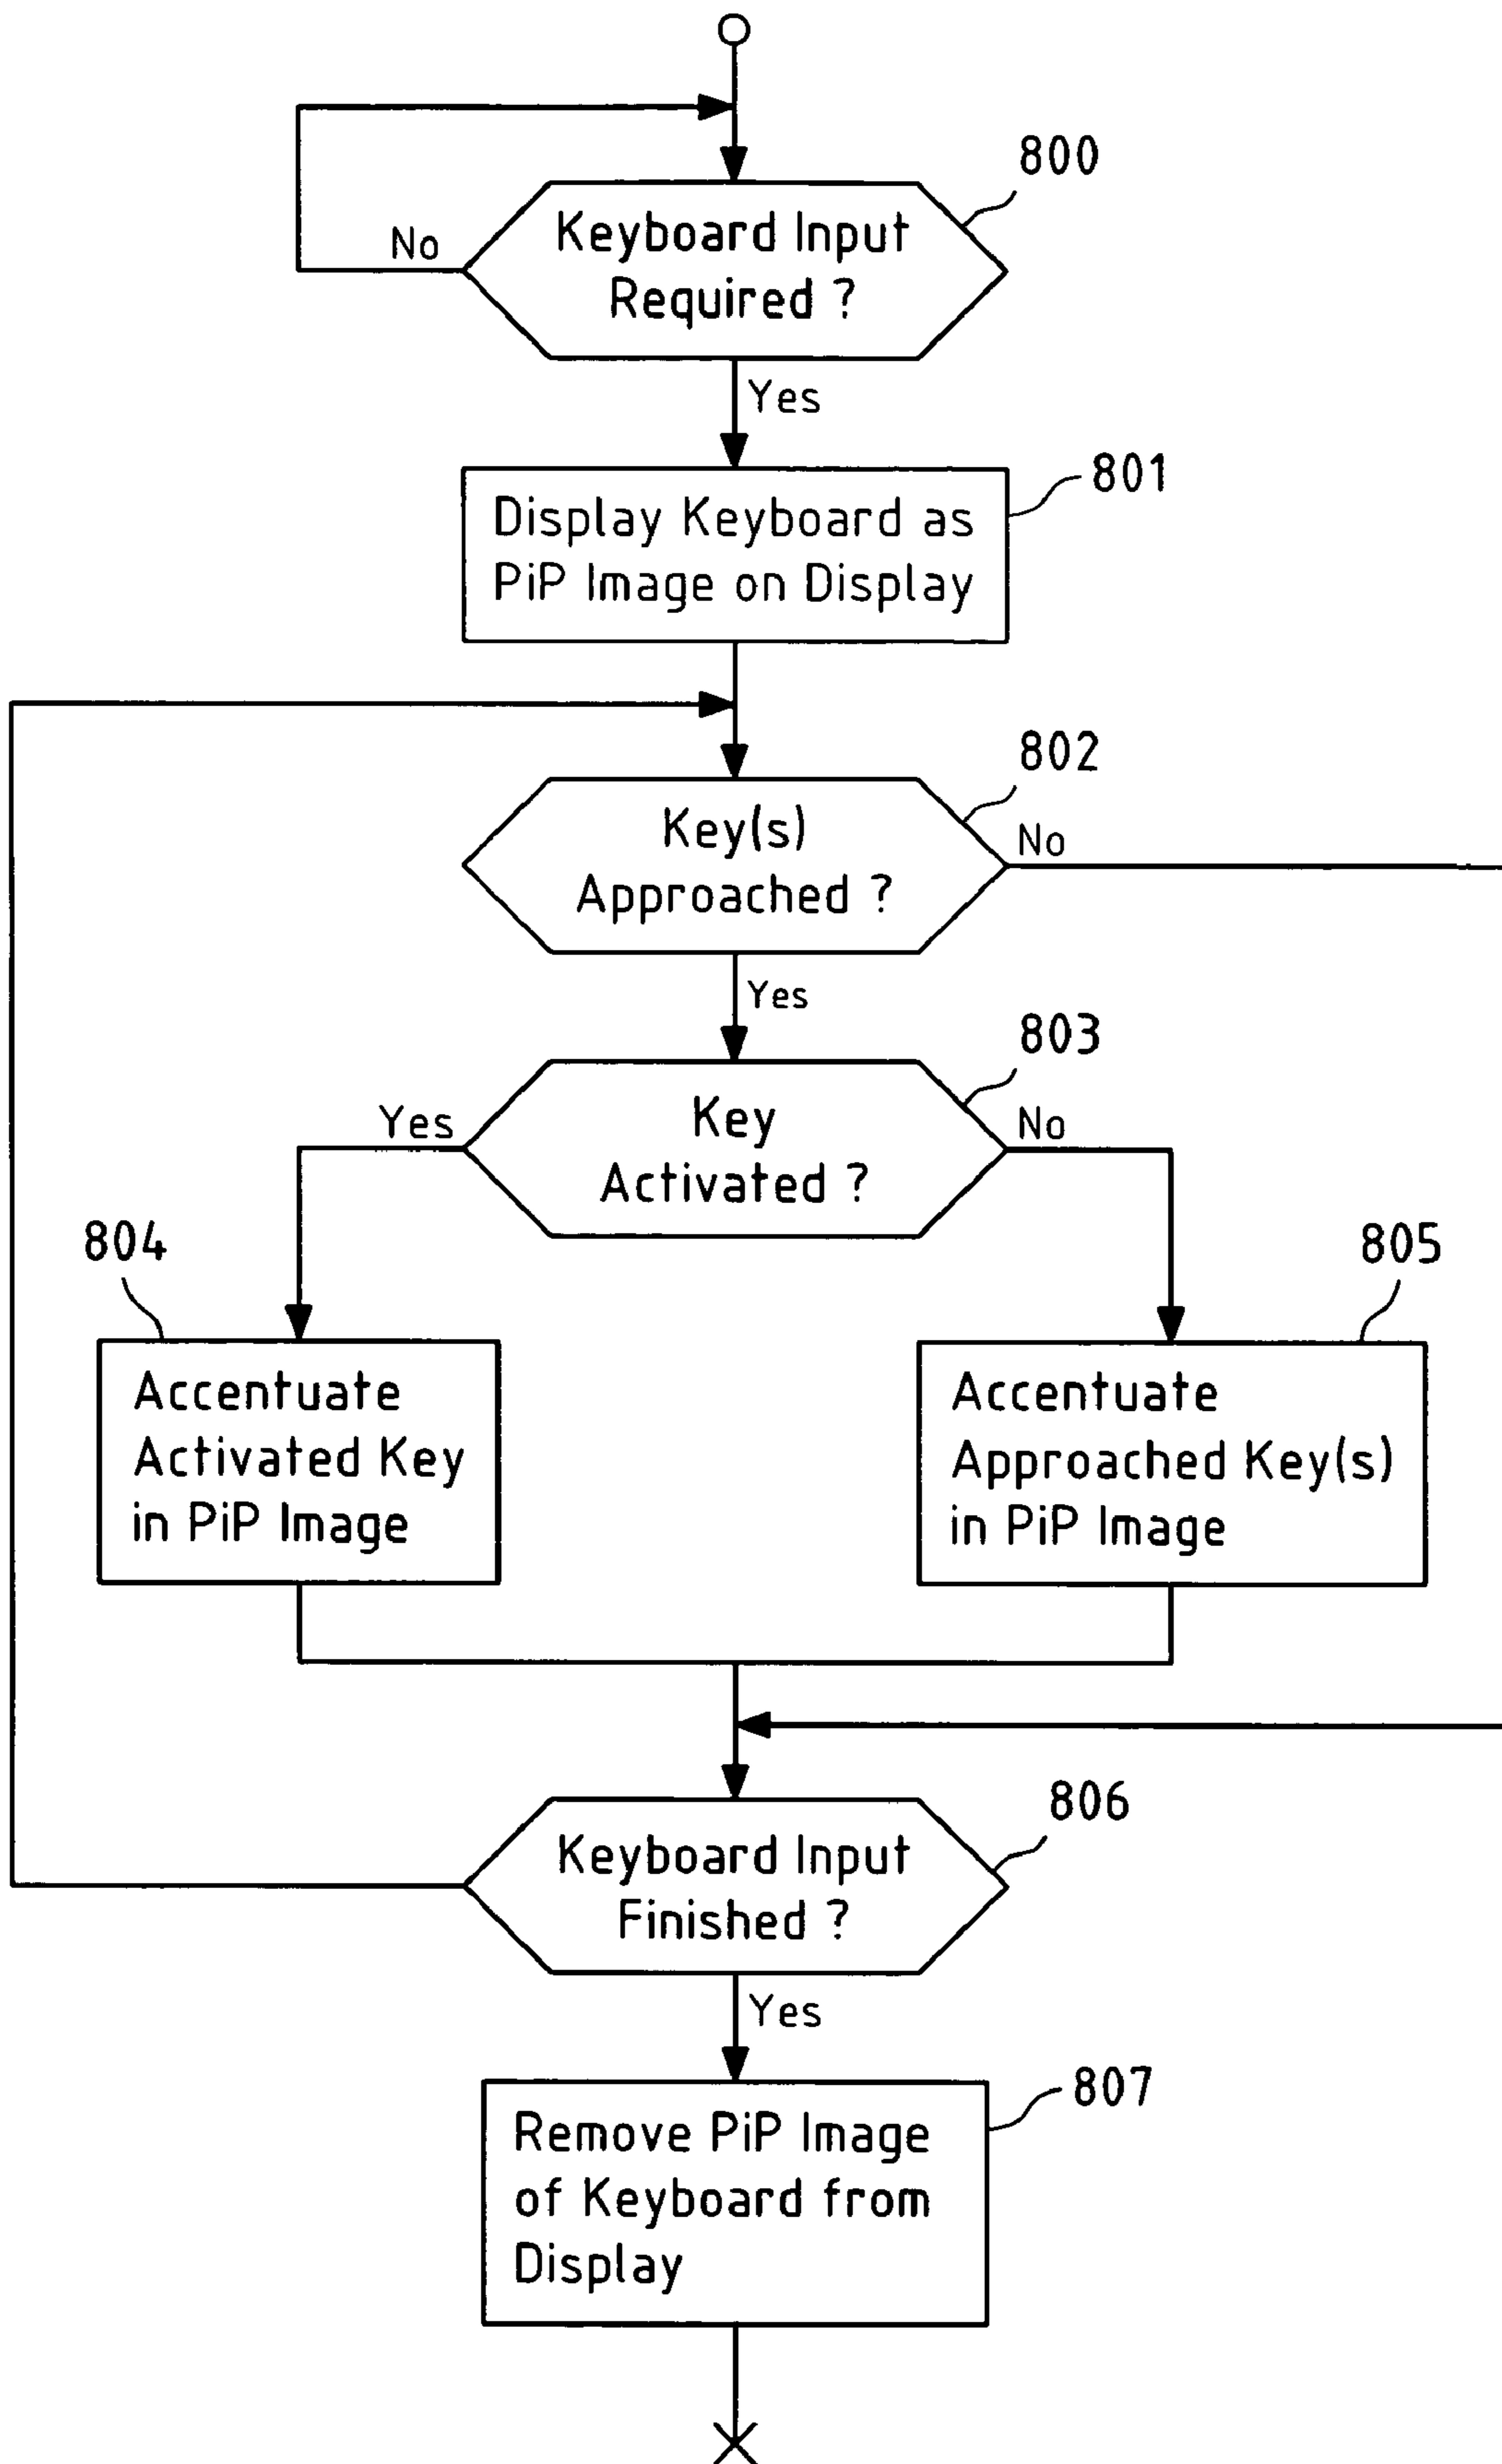 800
Keyboard Input
Required ?
No
Yes
801
Display Keyboard as
PiP Image on Display
802
Key(s)
Approached ?
No
Yes
803
Key
Activated ?
Yes
No
804
805
Accentuate
Activated Key
in PiP Image
Accentuate
Approached Key(s)
in PiP Image
806
Keyboard Input
Finished ?
Yes
807
Remove PiP Image
of Keyboard from
Display